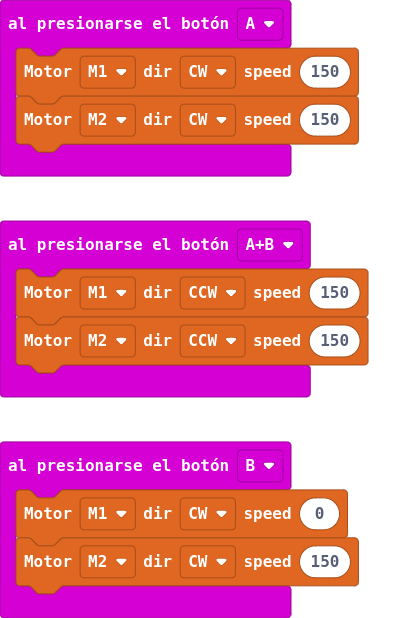 al presionarse el botón A
Motor M1 dir CW speed 150
Motor M2 dir CW speed 150
al presionarse el botón A+B
Motor M1 dir CCW speed 150
Motor M2 dir CCW speed 150
al presionarse el botón B
Motor M1 dir CW speed 0
Motor M2 dir CW speed 150